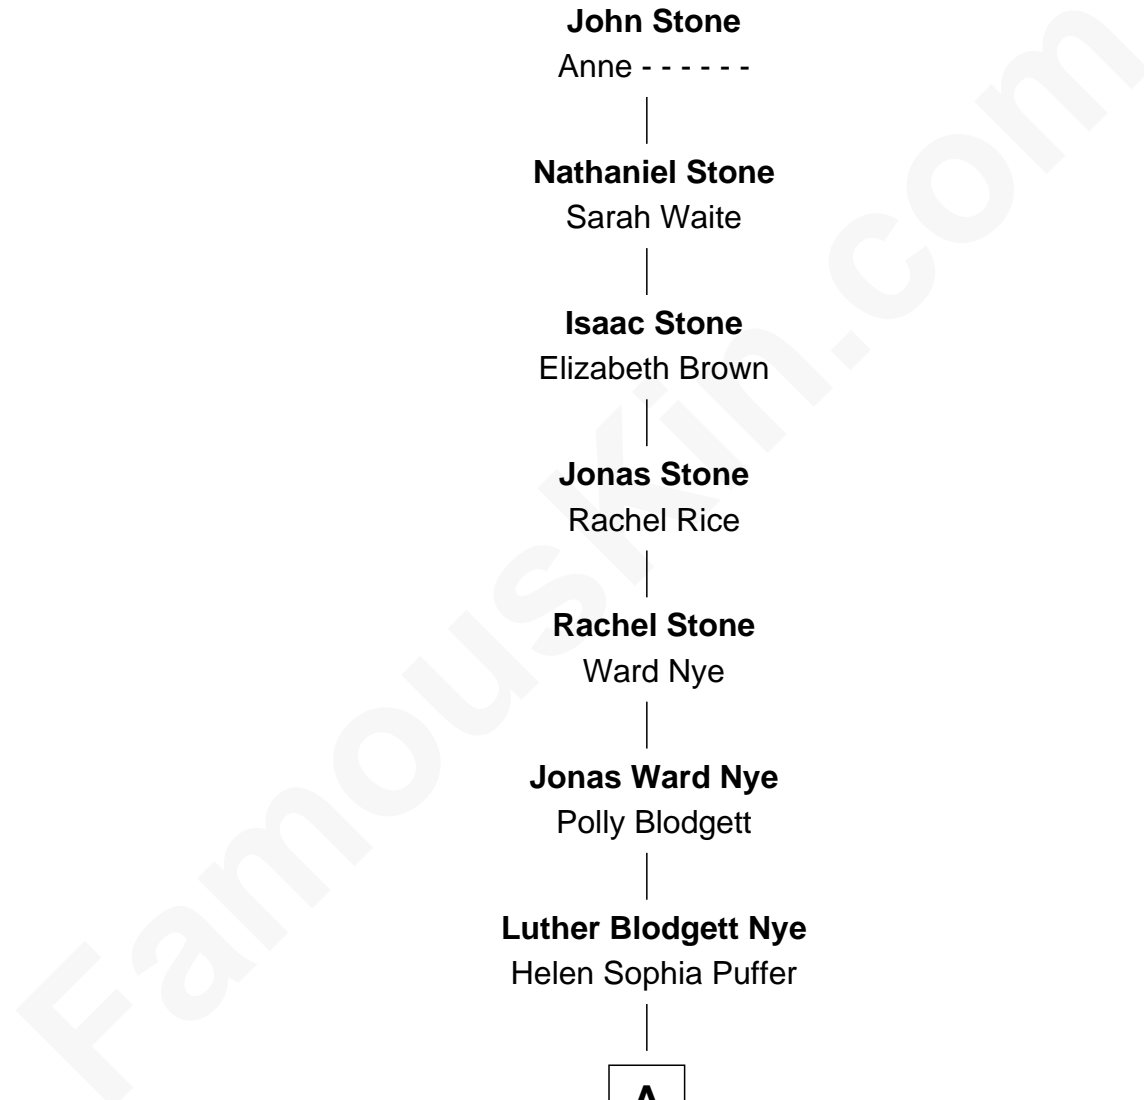 John Stone
Anne - - - - - -
Nathaniel Stone
Sarah Waite
Isaac Stone
Elizabeth Brown
Jonas Stone
Rachel Rice
Rachel Stone
Ward Nye
Jonas Ward Nye
Polly Blodgett
Luther Blodgett Nye
Helen Sophia Puffer
A
FamousKin.com